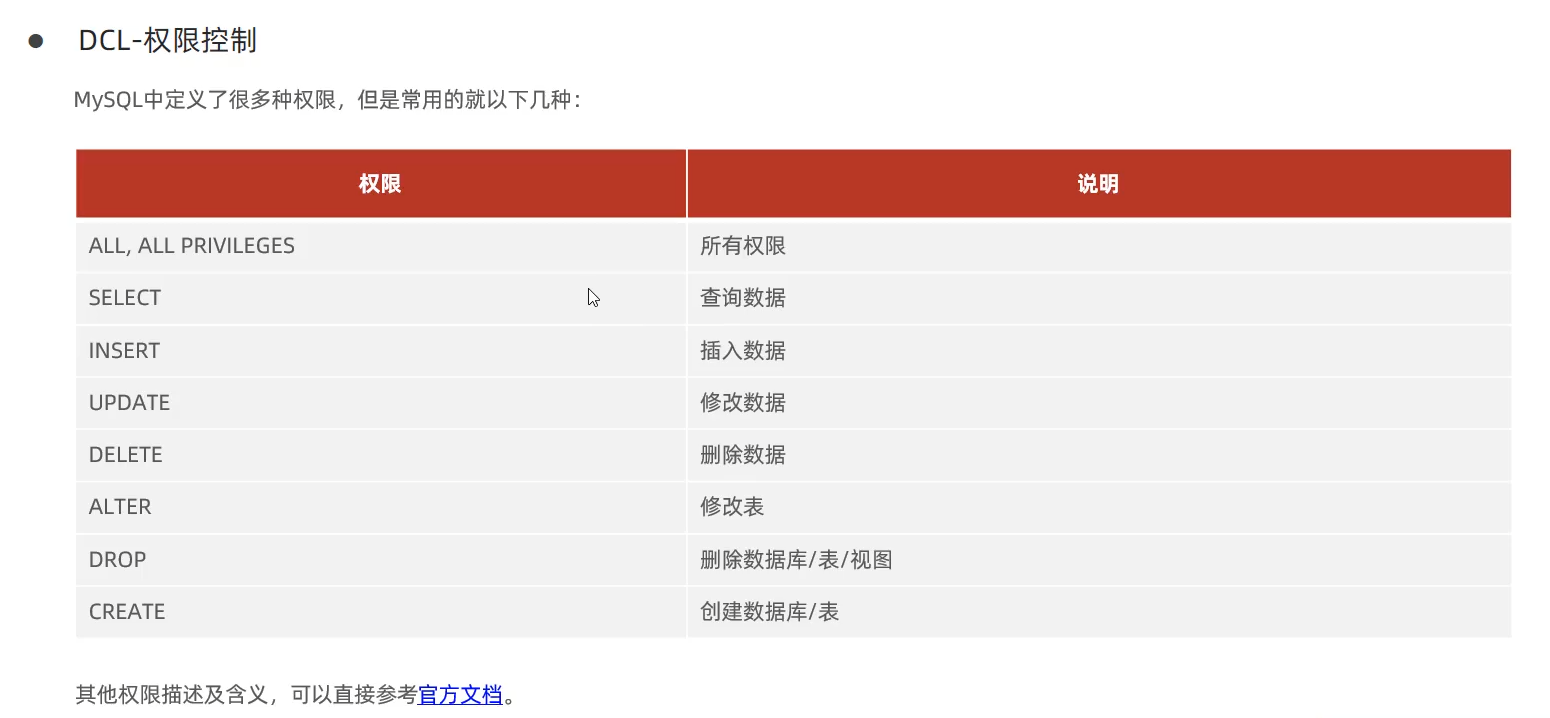 DCL-权限控制
MySQL中定义了很多种权限，但是常用的就以下几种：
权限 说明
ALL, ALL PRIVILEGES 所有权限
SELECT 查询数据
INSERT 插入数据
UPDATE 修改数据
DELETE 删除数据
ALTER 修改表
DROP 删除数据库/表/视图
CREATE 创建数据库/表
其他权限描述及含义，可以直接参考官方文档。